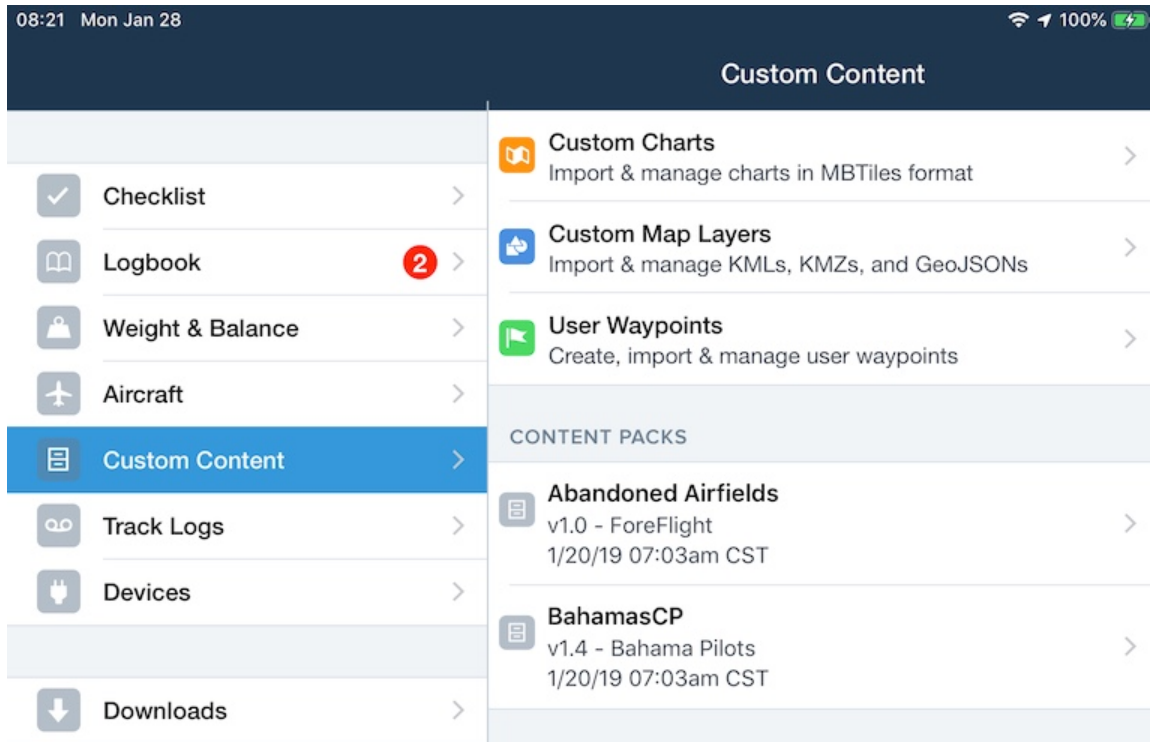 08:21 Mon Jan 28
100%
Custom Content
Checklist
Logbook
2
Weight & Balance
Aircraft
Custom Content
Track Logs
Devices
Downloads
Custom Charts
Import & manage charts in MBTiles format
Custom Map Layers
Import & manage KMLs, KMZs, and GeoJSONs
User Waypoints
Create, import & manage user waypoints
CONTENT PACKS
Abandoned Airfields
v1.0 - ForeFlight
1/20/19 07:03am CST
BahamasCP
v1.4 - Bahama Pilots
1/20/19 07:03am CST